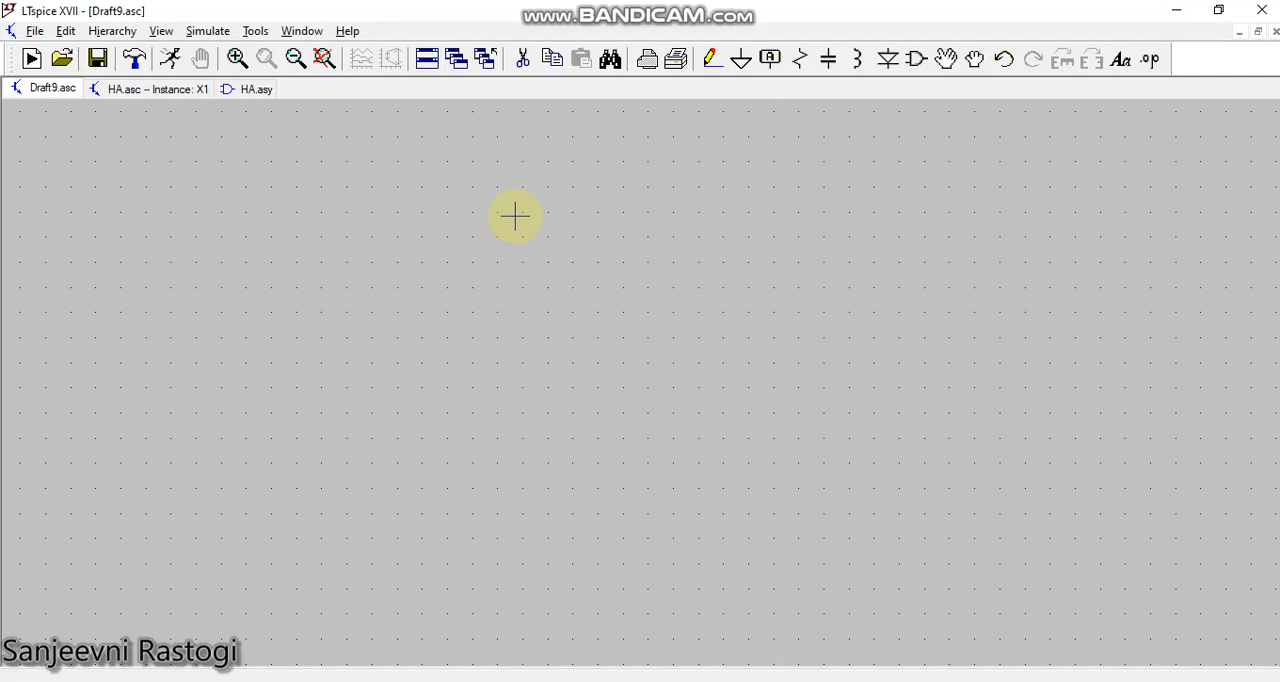 LTspice XVII - [Draft9.asc]
www.BANDICAM.com
File Edit Hierarchy View Simulate Tools Window Help
A Aa .op
Draft9.asc HA.asc -- Instance: X1 HA.asy
Sanjeevni Rastogi